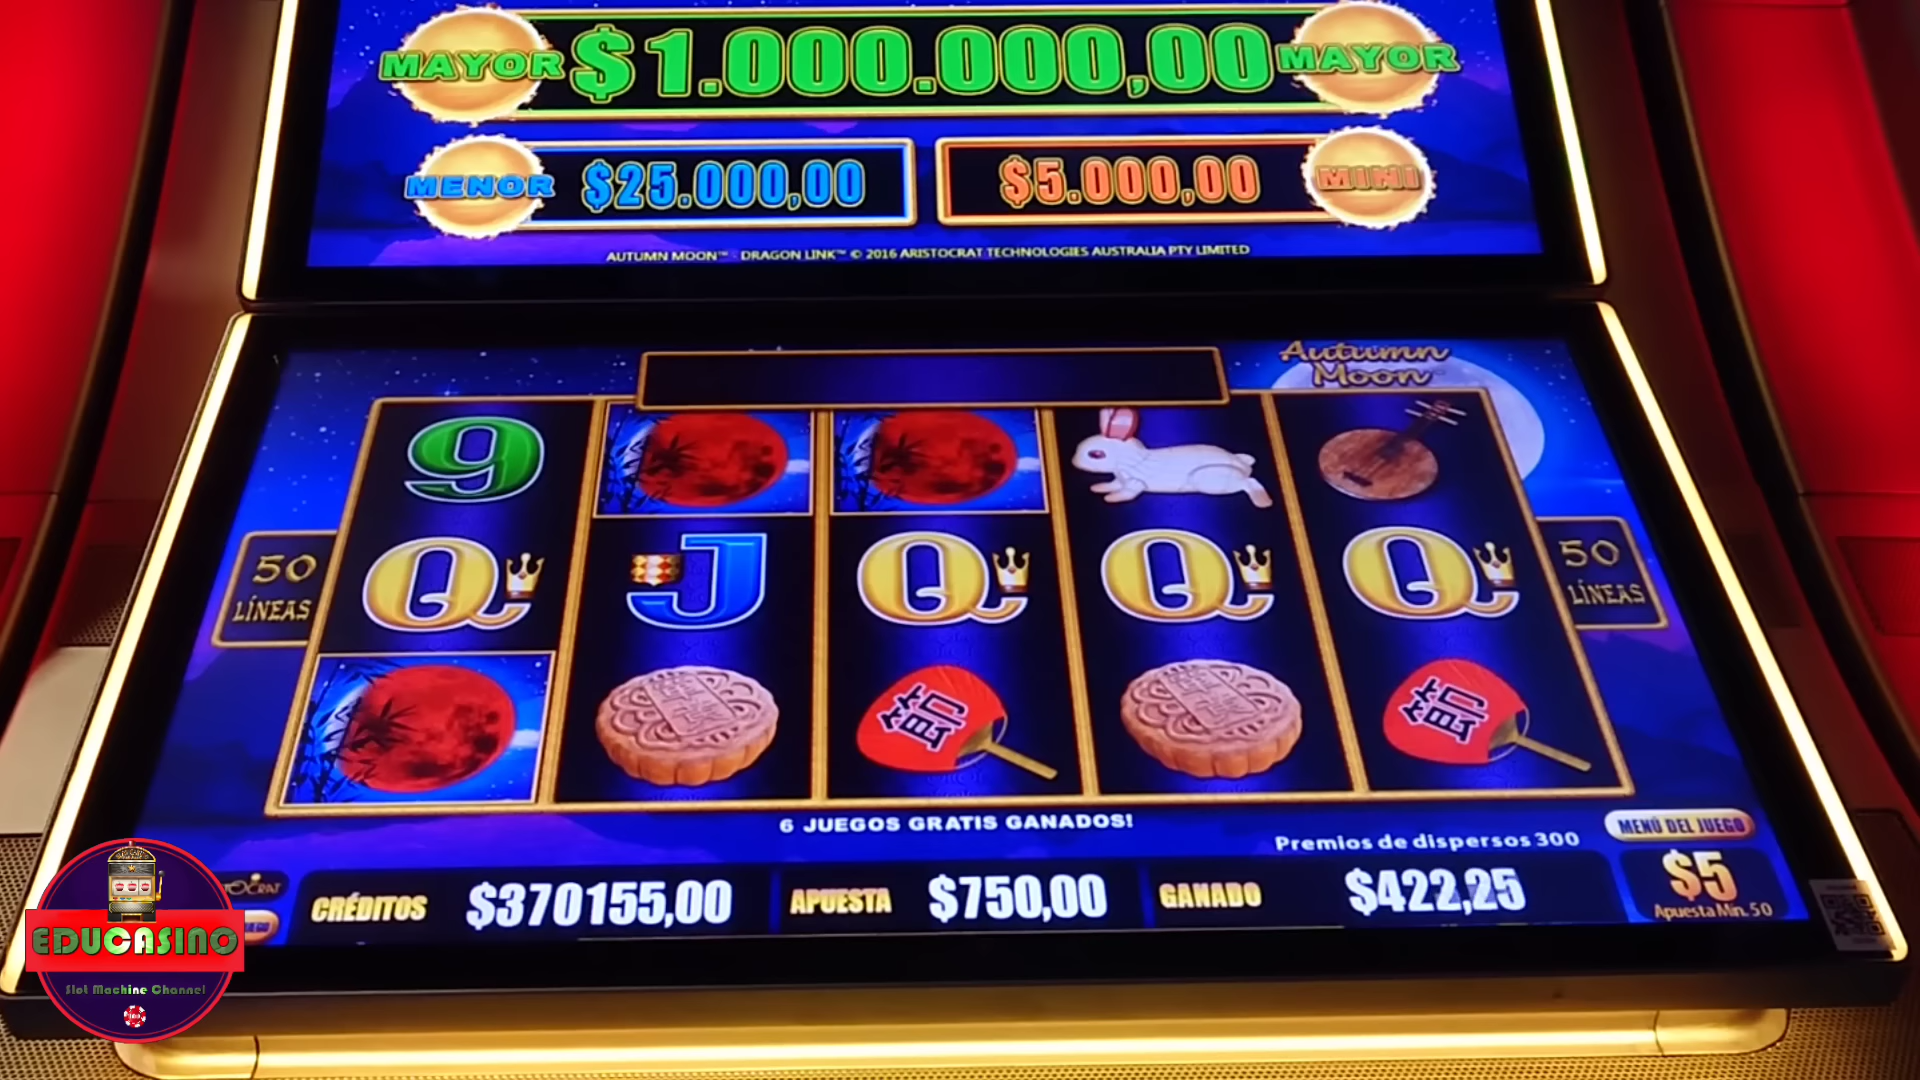 MAYOR $1.000.000,00 MAYOR
MENOR $25.000,00 $5.000,00 MINI
AUTUMN MOON™ - DRAGON LINK™ © 2016 ARISTOCRAT TECHNOLOGIES AUSTRALIA PTY LIMITED
Autumn
Moon
9
50
LÍNEAS
Q J Q Q Q
50
LÍNEAS
節 節
6 JUEGOS GRATIS GANADOS!
Premios de dispersos 300
MENÚ DEL JUEGO
CRÉDITOS $370155,00 APUESTA $750,00 GANADO $422,25
$5
Apuesta Min. 50
EDUCASINO
Slot Machine Channel